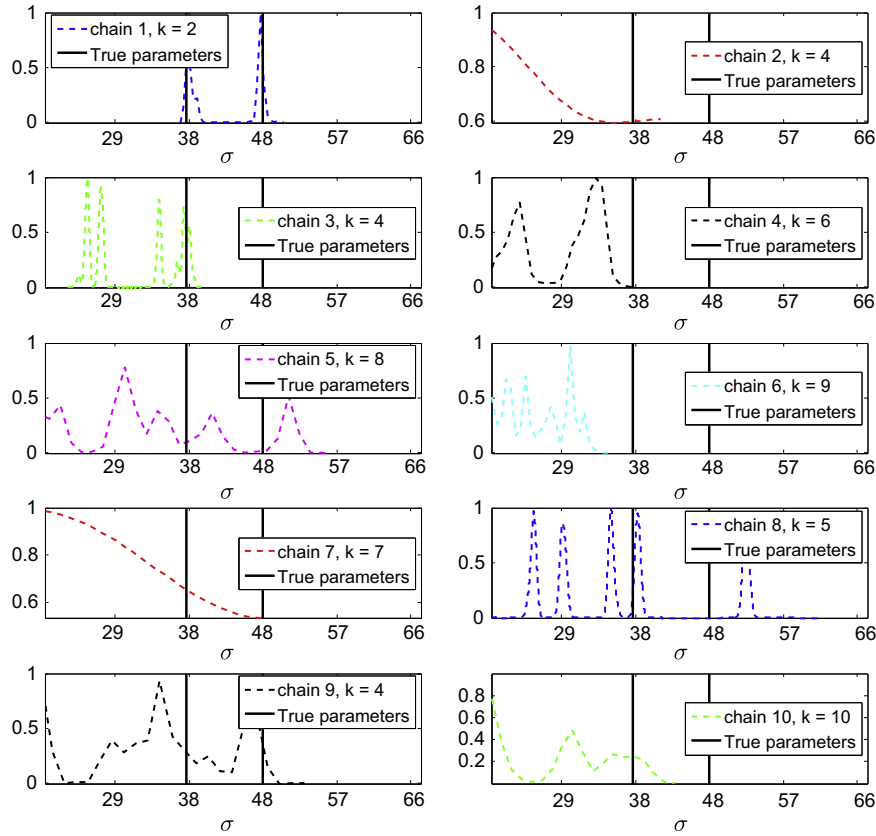 1
0.5
0
29
38
48
57
66
σ
chain 1, k = 2
True parameters
1
0.8
0.6
29
38
48
57
66
σ
chain 2, k = 4
True parameters
1
0.5
0
29
38
48
57
66
σ
chain 3, k = 4
True parameters
1
0.5
0
29
38
48
57
66
σ
chain 4, k = 6
True parameters
1
0.5
0
29
38
48
57
66
σ
chain 5, k = 8
True parameters
1
0.5
0
29
38
48
57
66
σ
chain 6, k = 9
True parameters
1
0.8
0.6
29
38
48
57
66
σ
chain 7, k = 7
True parameters
1
0.5
0
29
38
48
57
66
σ
chain 8, k = 5
True parameters
1
0.5
0
29
38
48
57
66
σ
chain 9, k = 4
True parameters
0.8
0.6
0.4
0.2
29
38
48
57
66
σ
chain 10, k = 10
True parameters